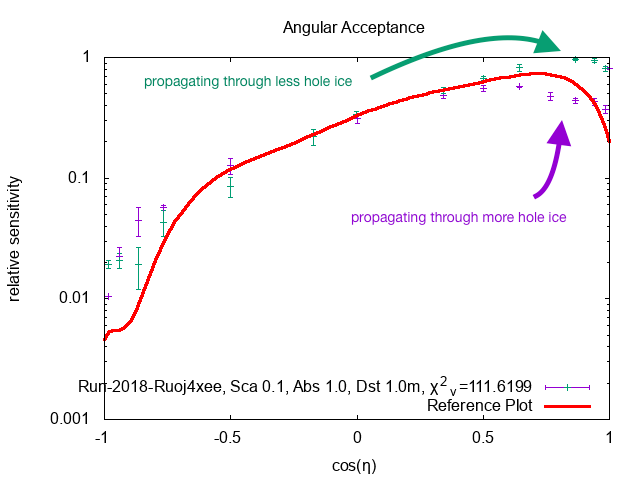 Angular Acceptance
1
propagating through less hole ice
0.1
propagating through more hole ice
relative sensitivity
0.01
Run-2018-Ruoj4xee, Sca 0.1, Abs 1.0, Dst 1.0m, χ²ᵥ=111.6199
Reference Plot
0.001
-1 -0.5 0 0.5 1
cos(η)